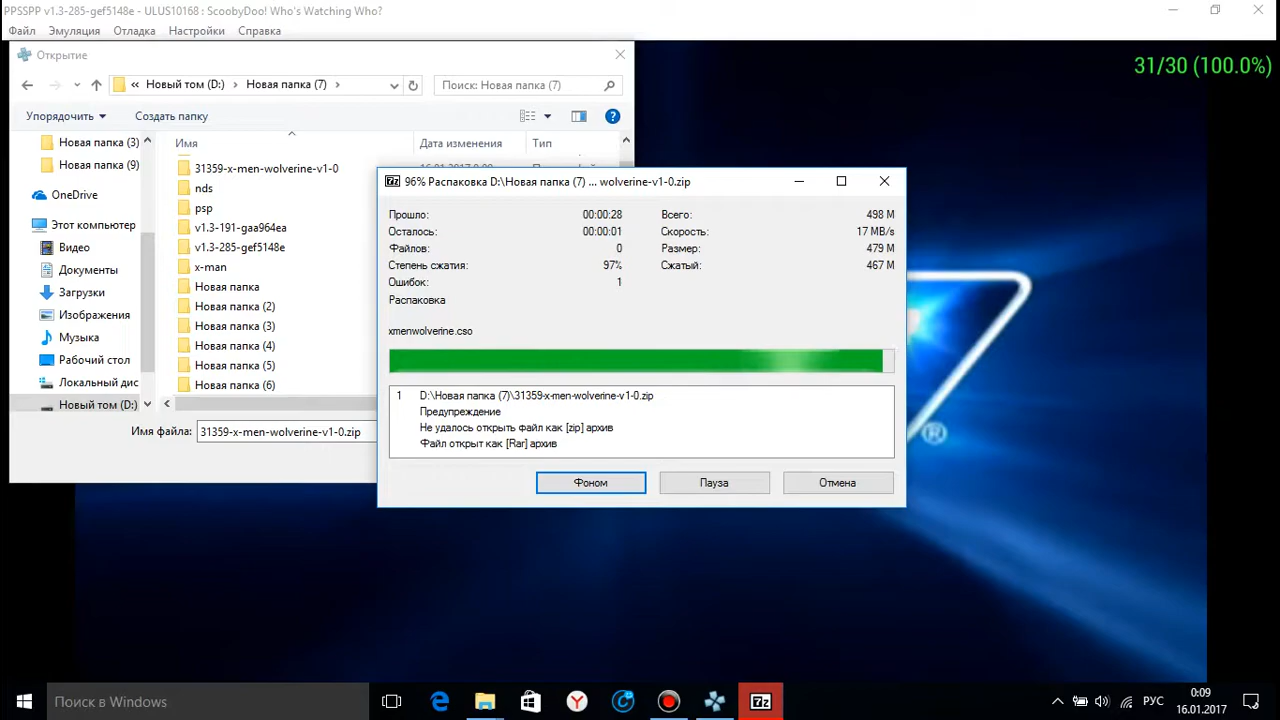 PPSSPP v1.3-285-gef5148e - ULUS10168 : ScoobyDoo! Who's Watching Who?
Файл Эмуляция Отладка Настройки Справка
31/30 (100.0%)
Открытие
« Новый том (D:) › Новая папка (7) ›
Поиск: Новая папка (7)
Упорядочить
Создать папку
Имя
Дата изменения
Тип
Новая папка (3)
Новая папка (9)
OneDrive
Этот компьютер
Видео
Документы
Загрузки
Изображения
Музыка
Рабочий стол
Локальный дис
Новый том (D:)
31359-x-men-wolverine-v1-0
nds
psp
v1.3-191-gaa964ea
v1.3-285-gef5148e
x-man
Новая папка
Новая папка (2)
Новая папка (3)
Новая папка (4)
Новая папка (5)
Новая папка (6)
Имя файла: 31359-x-men-wolverine-v1-0.zip
7z 96% Распаковка D:\Новая папка (7) ... wolverine-v1-0.zip
Прошло: 00:00:28 Всего: 498 M
Осталось: 00:00:01 Скорость: 17 MB/s
Файлов: 0 Размер: 479 M
Степень сжатия: 97% Сжатый: 467 M
Ошибок: 1
Распаковка
xmenwolverine.cso
1 D:\Новая папка (7)\31359-x-men-wolverine-v1-0.zip
Предупреждение
Не удалось открыть файл как [zip] архив
Файл открыт как [Rar] архив
Фоном Пауза Отмена
®
Поиск в Windows
7z
РУС
0:09
16.01.2017